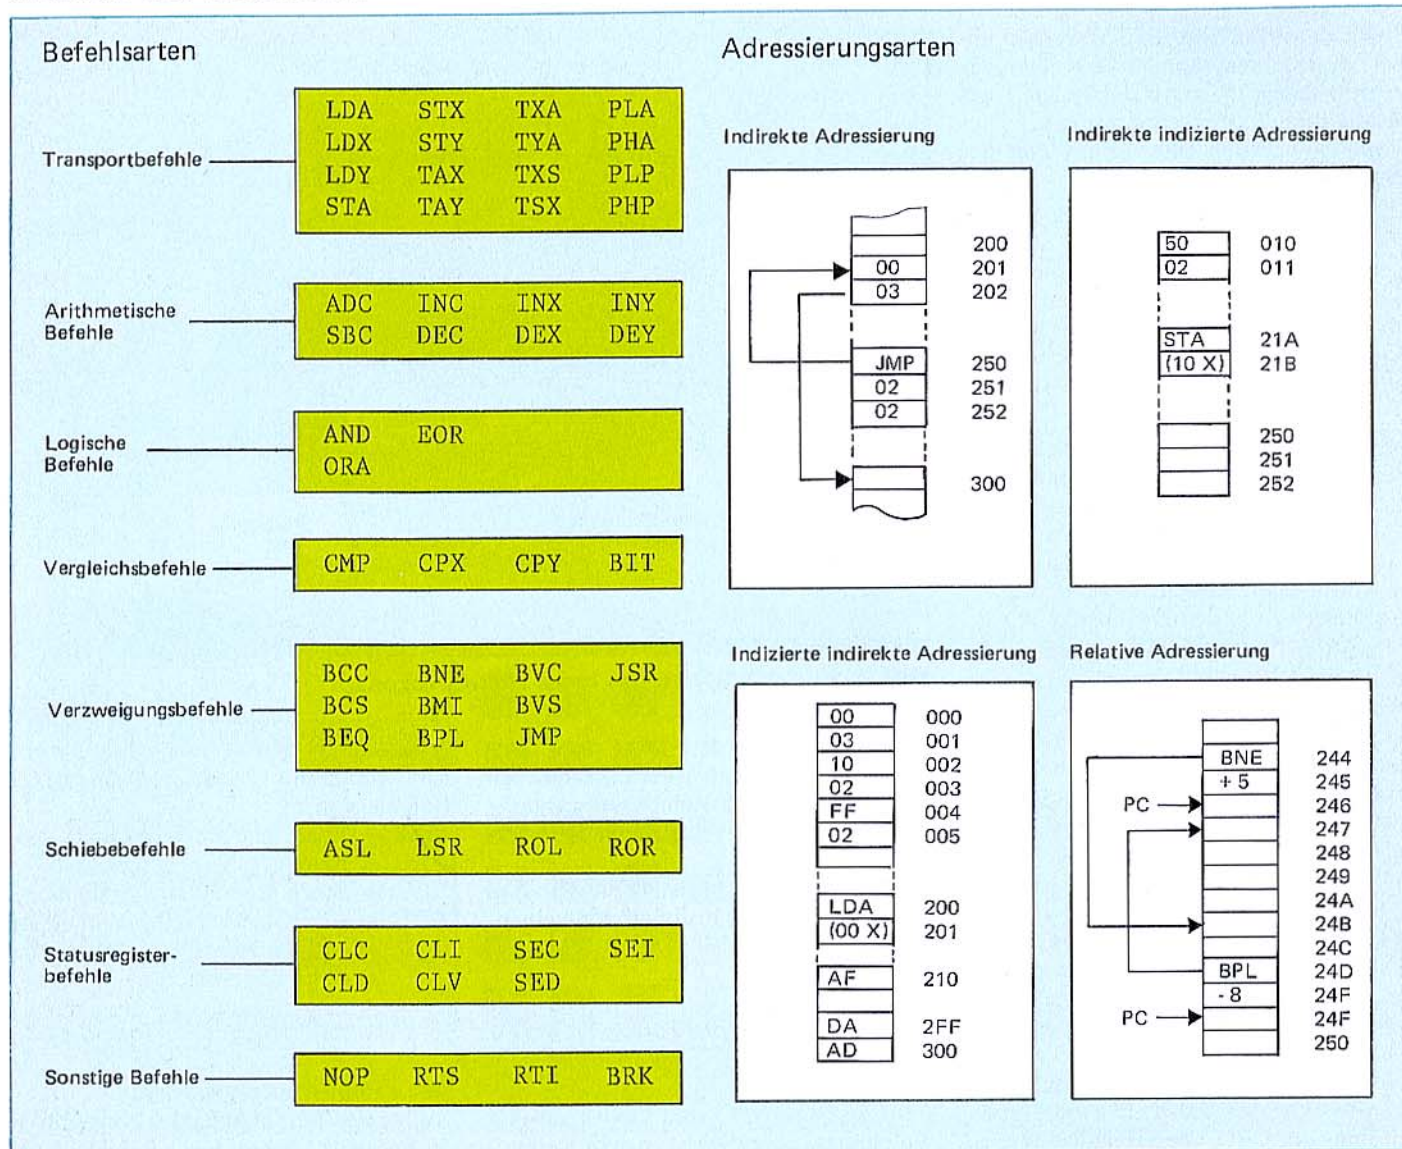 Befehlsarten
Transportbefehle
LDA STX TXA PLA
LDX STY TYA PHA
LDY TAX TXS PLP
STA TAY TSX PHP
Arithmetische
Befehle
ADC INC INX INY
SBC DEC DEX DEY
Logische
Befehle
AND EOR
ORA
Vergleichsbefehle
CMP CPX CPY BIT
Verzweigungsbefehle
BCC BNE BVC JSR
BCS BMI BVS
BEQ BPL JMP
Schiebebefehle
ASL LSR ROL ROR
Statusregister-
befehle
CLC CLI SEC SEI
CLD CLV SED
Sonstige Befehle
NOP RTS RTI BRK
Adressierungsarten
Indirekte Adressierung
200
00 201
03 202
JMP 250
02 251
02 252
300
Indirekte indizierte Adressierung
50 010
02 011
STA 21A
(10 X) 21B
250
251
252
Indizierte indirekte Adressierung
00 000
03 001
10 002
02 003
FF 004
02 005
LDA 200
(00 X) 201
AF 210
DA 2FF
AD 300
Relative Adressierung
BNE 244
+ 5 245
PC 246
247
248
249
24A
24B
24C
BPL 24D
- 8 24F
PC 24F
250